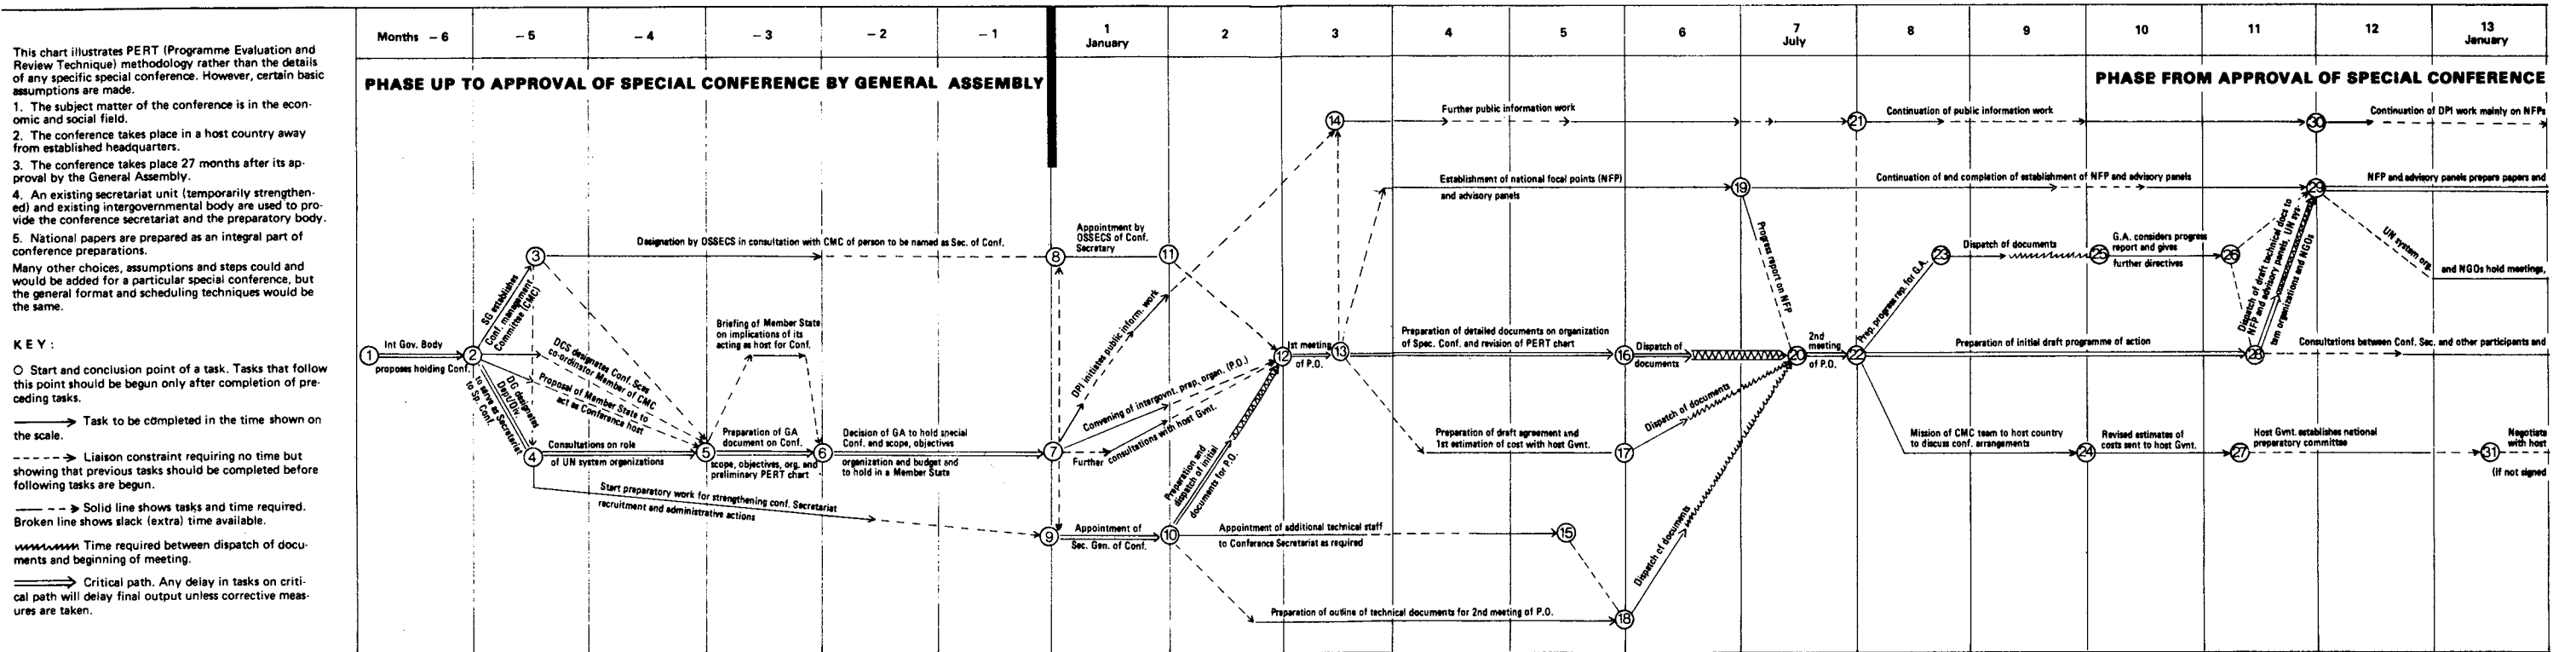 This chart illustrates PERT (Programme Evaluation and
Review Technique) methodology rather than the details
of any specific special conference. However, certain basic
assumptions are made.
1. The subject matter of the conference is in the econ-
omic and social field.
2. The conference takes place in a host country away
from established headquarters.
3. The conference takes place 27 months after its ap-
proval by the General Assembly.
4. An existing secretariat unit (temporarily strengthen-
ed) and existing intergovernmental body are used to pro-
vide the conference secretariat and the preparatory body.
5. National papers are prepared as an integral part of
conference preparations.
Many other choices, assumptions and steps could and
would be added for a particular special conference, but
the general format and scheduling techniques would be
the same.
KEY:
Start and conclusion point of a task. Tasks that follow
this point should be begun only after completion of pre-
ceding tasks.
Task to be completed in the time shown on
the scale.
Liaison constraint requiring no time but
showing that previous tasks should be completed before
following tasks are begun.
Solid line shows tasks and time required.
Broken line shows slack (extra) time available.
Time required between dispatch of docu-
ments and beginning of meeting.
Critical path. Any delay in tasks on criti-
cal path will delay final output unless corrective meas-
ures are taken.
Months -6 -5 -4 -3 -2 -1 1 2 3 4 5 6 7 8 9 10 11 12 13
January July January
PHASE UP TO APPROVAL OF SPECIAL CONFERENCE BY GENERAL ASSEMBLY
PHASE FROM APPROVAL OF SPECIAL CONFERENCE
14
Further public information work
21
Continuation of public information work
30
Continuation of DPI work mainly on NFPs
Establishment of national focal points (NFP)
and advisory panels
19
Continuation of end completion of establishment of NFP and advisory panels
29
NFP and advisory panels prepare papers and
3
Designation by OSSECS in consultation with CMC of person to be named as Sec. of Conf.
8
Appointment by
OSSECS of Conf.
Secretary
11
Progress report on NFP
23
Dispatch of documents
25
G.A. considers progress
report and gives
further directives
26
UN system org.
and NGOs hold meetings,
SG establishes
Conf. management
Committee (CMC)
DPI initiates public inform. work
Prep. progress rep. for G.A.
Dispatch of draft technical docs to
NFP and advisory panels, UN sys-
tem organizations and NGOs
1
Int Gov. Body
proposes holding Conf.
2
DCS designates Conf. Sces
co-ordinator Member of CMC
Proposal of Member State to
act as Conference host
DG designates
Dept/Div.
to serve as Secretariat
to Sp. Conf.
Briefing of Member State
on implications of its
acting as host for Conf.
12
1st meeting
of P.O.
13
Preparation of detailed documents on organization
of Spec. Conf. and revision of PERT chart
16
Dispatch of
documents
20
2nd
meeting
of P.O.
22
Preparation of initial draft programme of action
28
Consultations between Conf. Sec. and other participants and
4
Consultations on role
of UN system organizations
5
Preparation of GA
document on Conf.
scope, objectives, org. and
preliminary PERT chart
6
Decision of GA to hold special
Conf. and scope, objectives
organization and budget and
to hold in a Member State
7
Convening of intergovnt. prep. organ. (P.O.)
Further consultations with host Gvnt.
Preparation and
dispatch of initial
documents for P.O.
Preparation of draft agreement and
1st estimation of cost with host Gvmt.
17
Dispatch of documents
Mission of CMC team to host country
to discuss conf. arrangements
24
Revised estimates of
costs sent to host Gvmt.
27
Host Gvnt. establishes national
preparatory committee
31
Negotiate
with host
(if not signed
Start preparatory work for strengthening conf. Secretariat
recruitment and administrative actions
9
Appointment of
Sec. Gen. of Conf.
10
Appointment of additional technical staff
to Conference Secretariat as required
15
Dispatch of documents
Preparation of outline of technical documents for 2nd meeting of P.O.
18